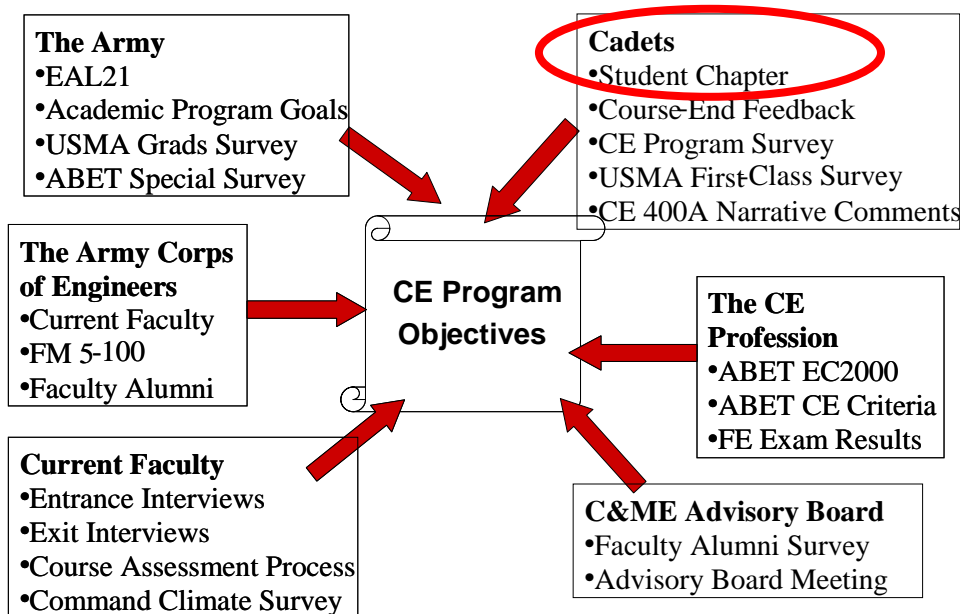 The Army
•EAL21
•Academic Program Goals
•USMA Grads Survey
•ABET Special Survey
Cadets
•Student Chapter
•Course-End Feedback
•CE Program Survey
•USMA First-Class Survey
•CE 400A Narrative Comments
The Army Corps
of Engineers
•Current Faculty
•FM 5-100
•Faculty Alumni
CE Program
Objectives
The CE
Profession
•ABET EC2000
•ABET CE Criteria
•FE Exam Results
Current Faculty
•Entrance Interviews
•Exit Interviews
•Course Assessment Process
•Command Climate Survey
C&ME Advisory Board
•Faculty Alumni Survey
•Advisory Board Meeting